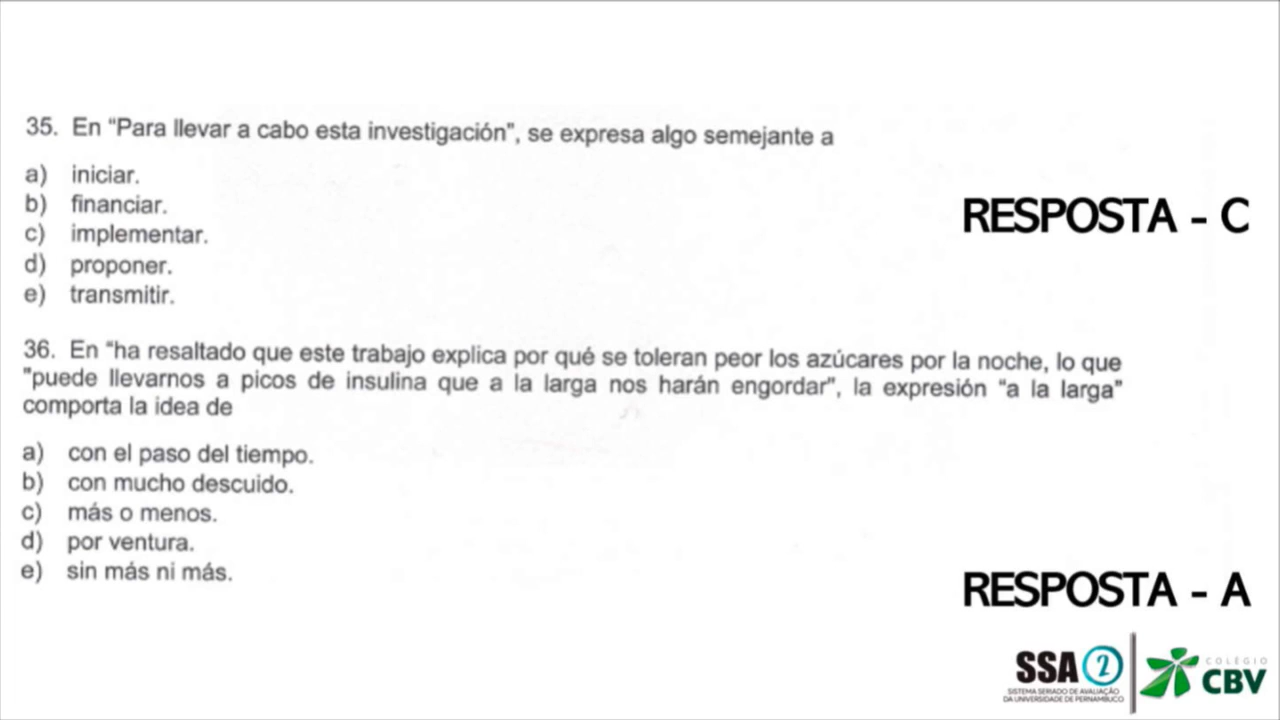 35. En “Para llevar a cabo esta investigación”, se expresa algo semejante a
a) iniciar.
b) financiar.
c) implementar.
d) proponer.
e) transmitir.
RESPOSTA - C
36. En “ha resaltado que este trabajo explica por qué se toleran peor los azúcares por la noche, lo que
"puede llevarnos a picos de insulina que a la larga nos harán engordar", la expresión “a la larga”
comporta la idea de
a) con el paso del tiempo.
b) con mucho descuido.
c) más o menos.
d) por ventura.
e) sin más ni más.
RESPOSTA - A
SSA 2
SISTEMA SERIADO DE AVALIAÇÃO
DA UNIVERSIDADE DE PERNAMBUCO
COLÉGIO
CBV